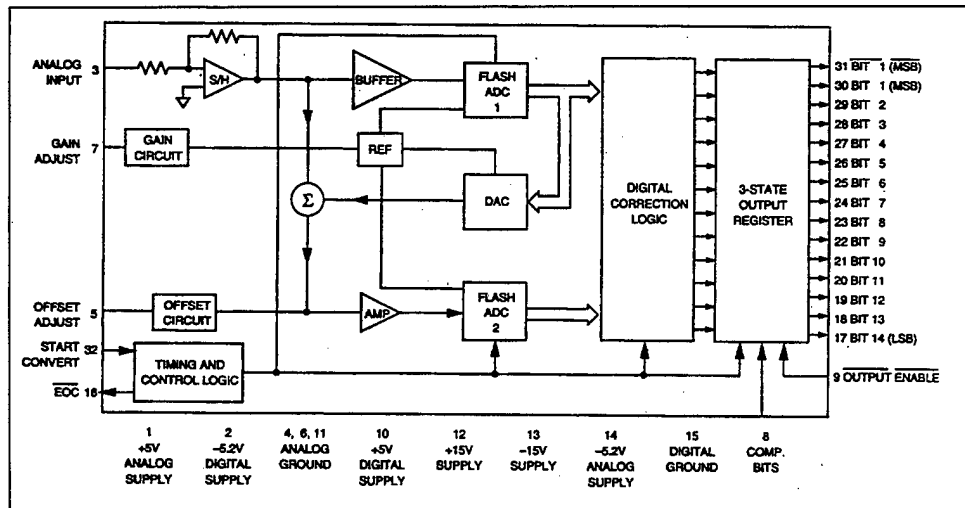 ANALOG
INPUT 3
S/H
BUFFER
FLASH
ADC
1
GAIN
ADJUST 7
GAIN
CIRCUIT
REF
DAC
Σ
DIGITAL
CORRECTION
LOGIC
3-STATE
OUTPUT
REGISTER
31 BIT 1 (MSB)
30 BIT 1 (MSB)
29 BIT 2
28 BIT 3
27 BIT 4
26 BIT 5
25 BIT 6
24 BIT 7
23 BIT 8
22 BIT 9
21 BIT 10
20 BIT 11
19 BIT 12
18 BIT 13
17 BIT 14 (LSB)
OFFSET
ADJUST 5
OFFSET
CIRCUIT
AMP
FLASH
ADC
2
START
CONVERT 32
TIMING AND
CONTROL LOGIC
EOC 16
9 OUTPUT ENABLE
1
+5V
ANALOG
SUPPLY
2
–5.2V
DIGITAL
SUPPLY
4, 6, 11
ANALOG
GROUND
10
+5V
DIGITAL
SUPPLY
12
+15V
SUPPLY
13
–15V
SUPPLY
14
–5.2V
ANALOG
SUPPLY
15
DIGITAL
GROUND
8
COMP.
BITS